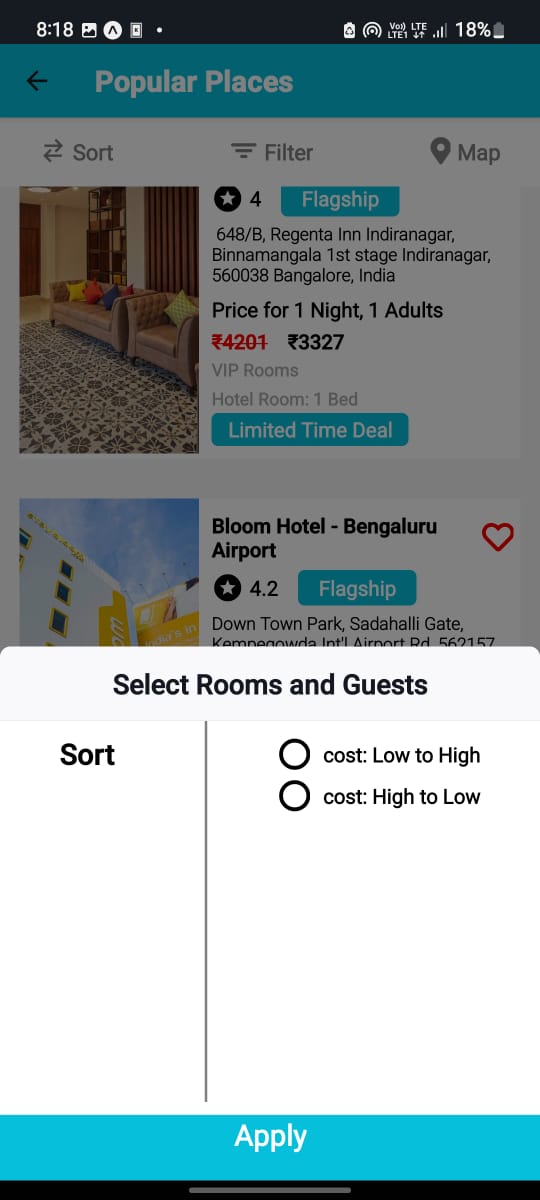 8:18
Vo)) LTE
LTE1
18%
Popular Places
Sort
Filter
Map
4
Flagship
648/B, Regenta Inn Indiranagar,
Binnamangala 1st stage Indiranagar,
560038 Bangalore, India
Price for 1 Night, 1 Adults
₹4201 ₹3327
VIP Rooms
Hotel Room: 1 Bed
Limited Time Deal
Bloom Hotel - Bengaluru
Airport
4.2
Flagship
Down Town Park, Sadahalli Gate,
Kempegowda Int'l Airport Rd, 562157
India's
Select Rooms and Guests
Sort
cost: Low to High
cost: High to Low
Apply